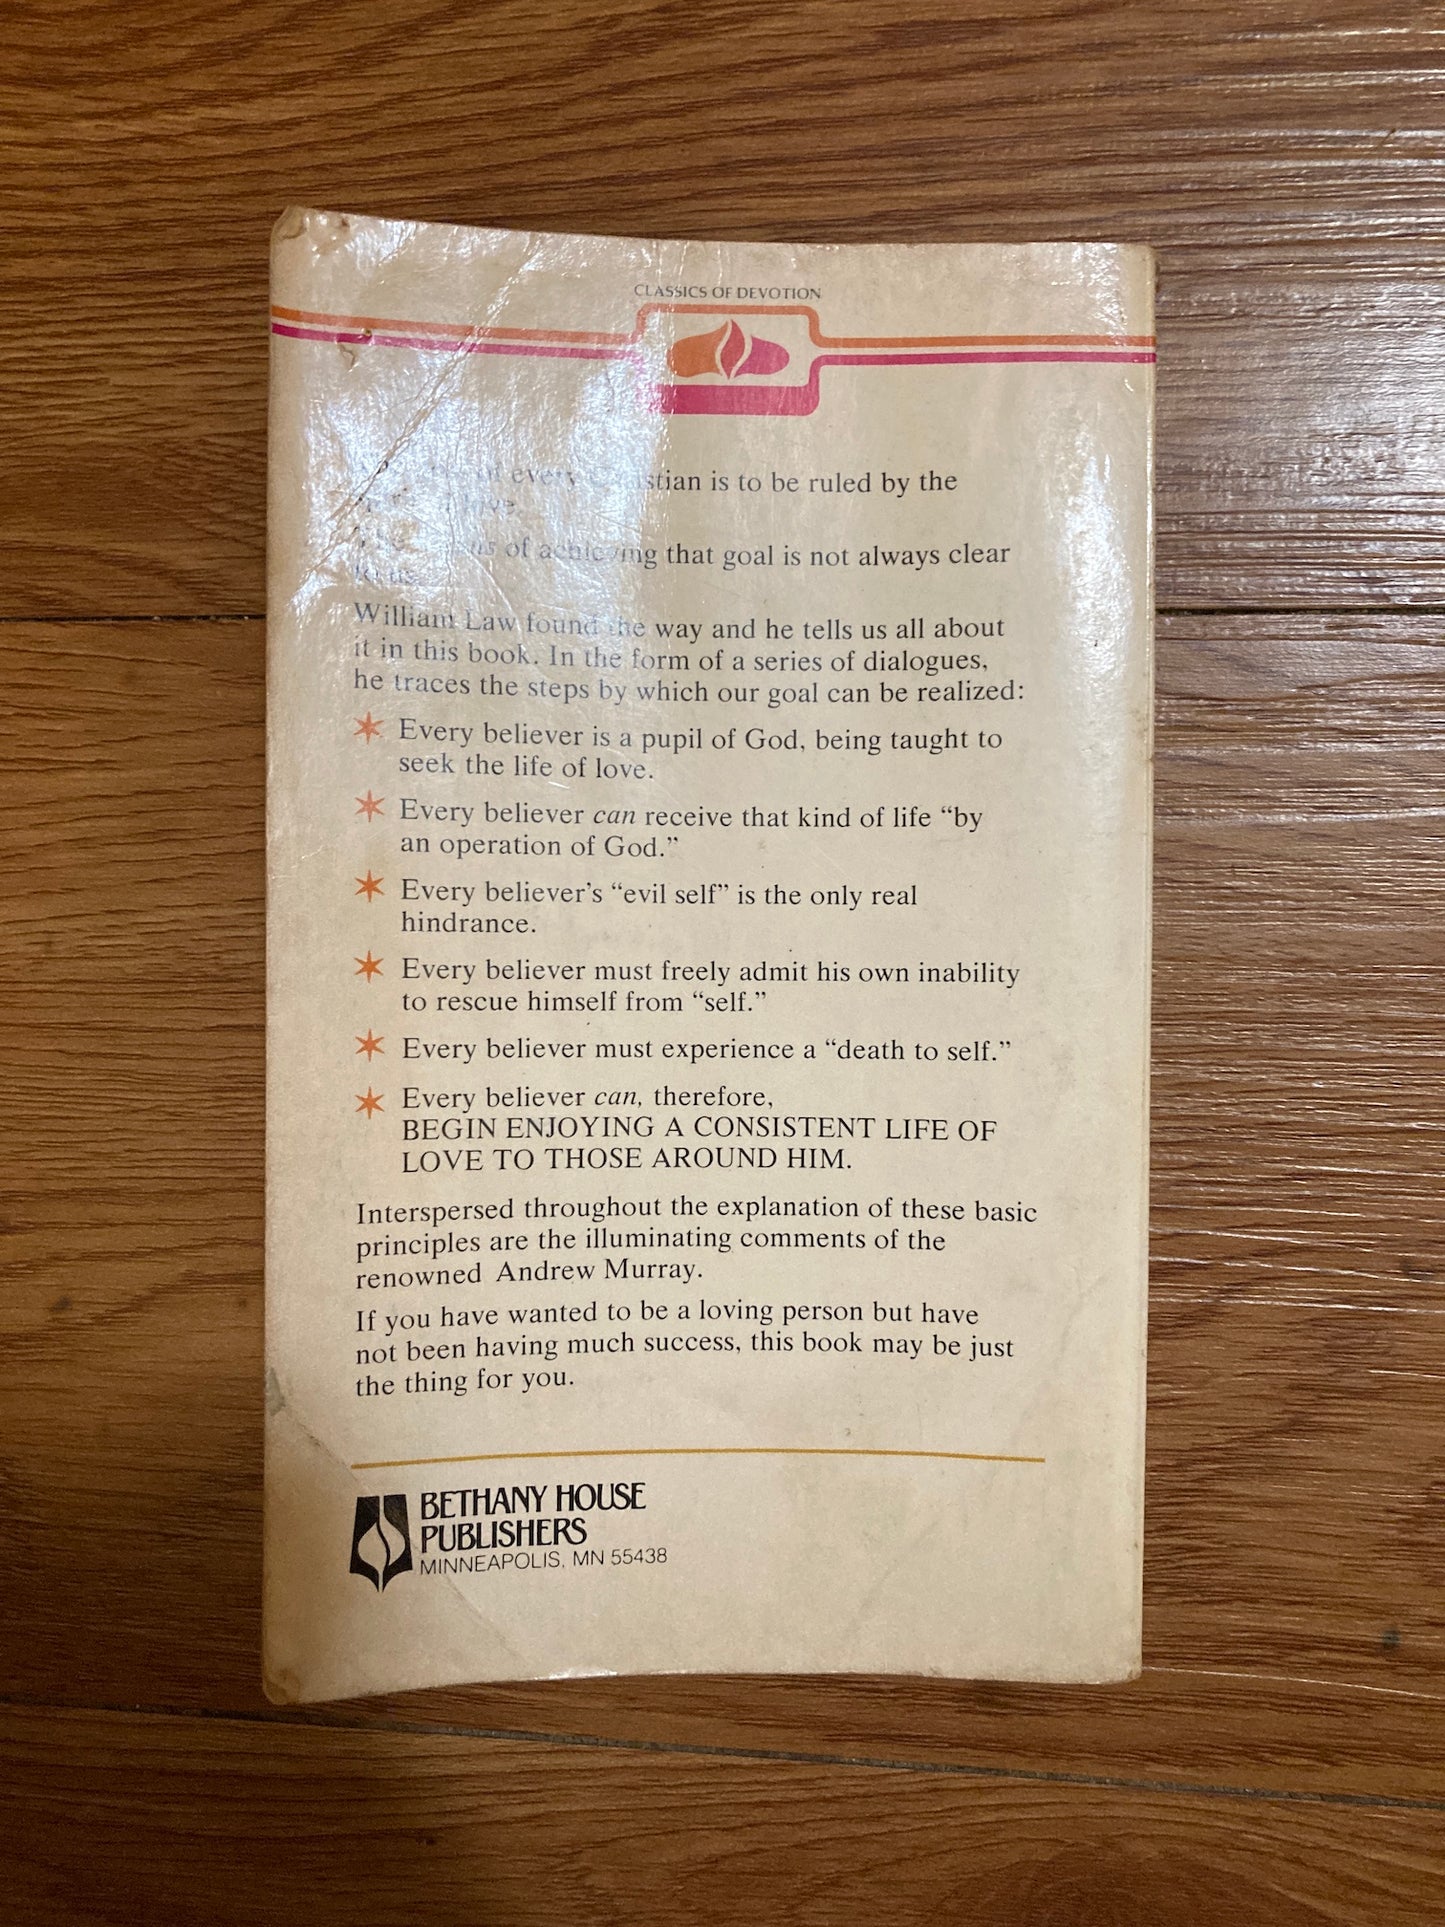 CLASSICS OF DEVOTION
of every Christian is to be ruled by the
love.
The of achieving that goal is not always clear
to us.
William Law found the way and he tells us all about
it in this book. In the form of a series of dialogues,
he traces the steps by which our goal can be realized:
Every believer is a pupil of God, being taught to
seek the life of love.
Every believer can receive that kind of life “by
an operation of God.”
Every believer’s “evil self” is the only real
hindrance.
Every believer must freely admit his own inability
to rescue himself from “self.”
Every believer must experience a “death to self.”
Every believer can, therefore,
BEGIN ENJOYING A CONSISTENT LIFE OF
LOVE TO THOSE AROUND HIM.
Interspersed throughout the explanation of these basic
principles are the illuminating comments of the
renowned Andrew Murray.
If you have wanted to be a loving person but have
not been having much success, this book may be just
the thing for you.
BETHANY HOUSE
PUBLISHERS
MINNEAPOLIS, MN 55438